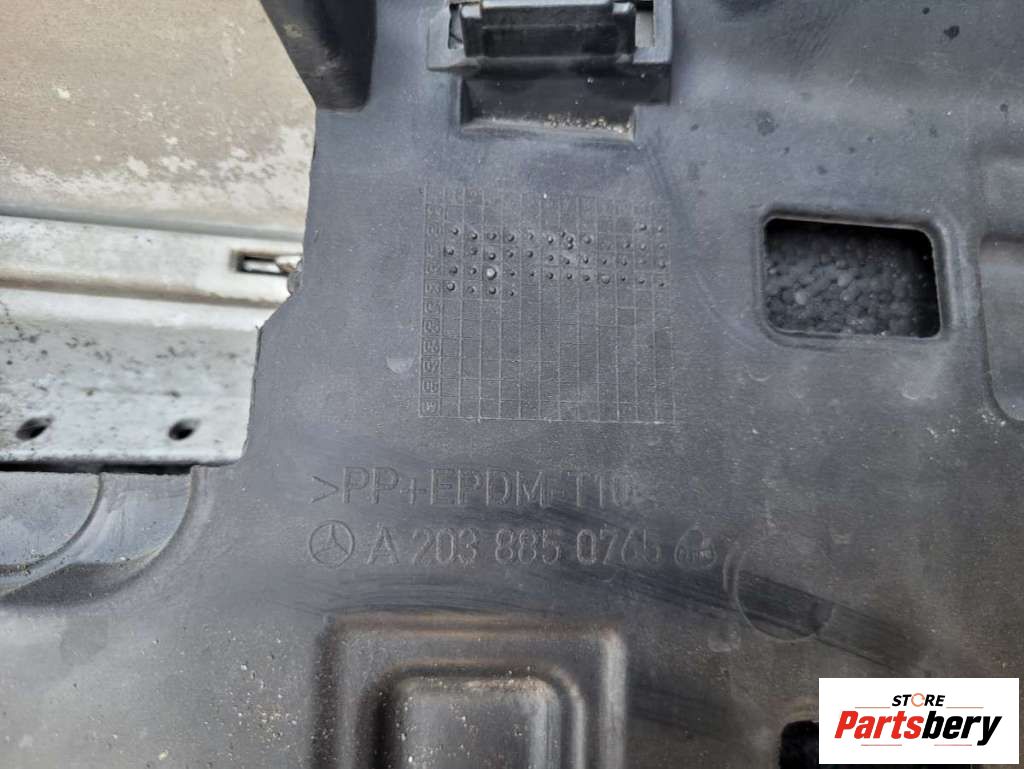 >PP+EPDM-T10
A 203 885 0765
STORE
Partsbery